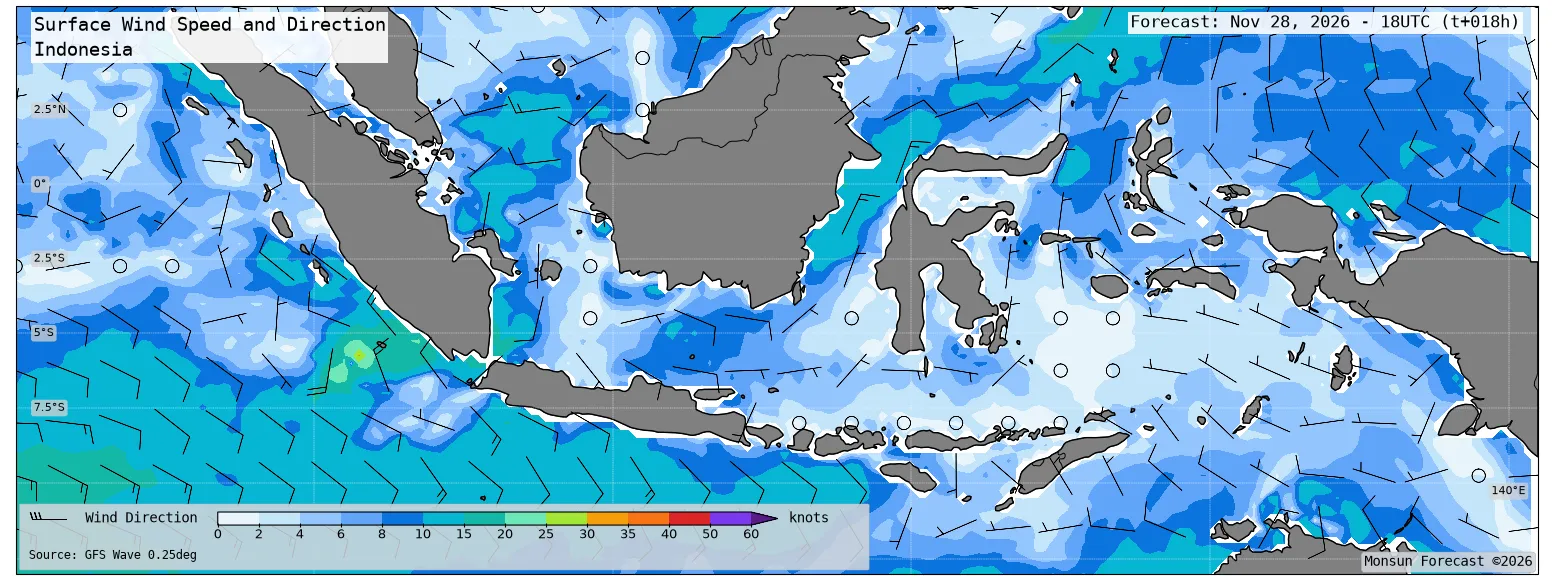 Surface Wind Speed and Direction
Indonesia
Forecast: Nov 28, 2026 - 18UTC (t+018h)
2.5°N
0°
2.5°S
5°S
7.5°S
140°E
Wind Direction
0 2 4 6 8 10 15 20 25 30 35 40 50 60
knots
Source: GFS Wave 0.25deg
Monsun Forecast ©2026